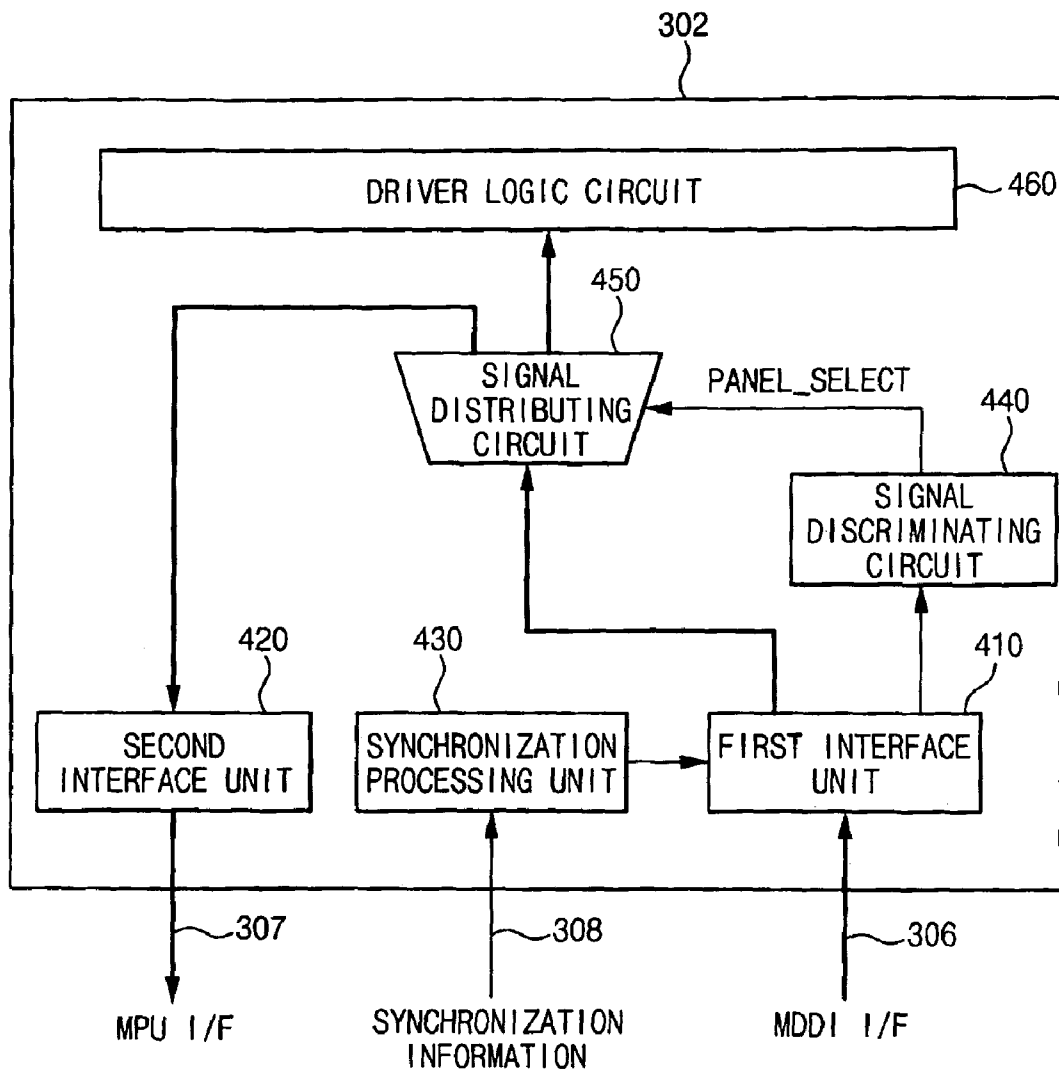 302
DRIVER LOGIC CIRCUIT
460
450
SIGNAL
DISTRIBUTING
CIRCUIT
PANEL_SELECT
440
SIGNAL
DISCRIMINATING
CIRCUIT
420
SECOND
INTERFACE UNIT
430
SYNCHRONIZATION
PROCESSING UNIT
410
FIRST INTERFACE
UNIT
307
308
306
MPU I/F
SYNCHRONIZATION
INFORMATION
MDDI I/F